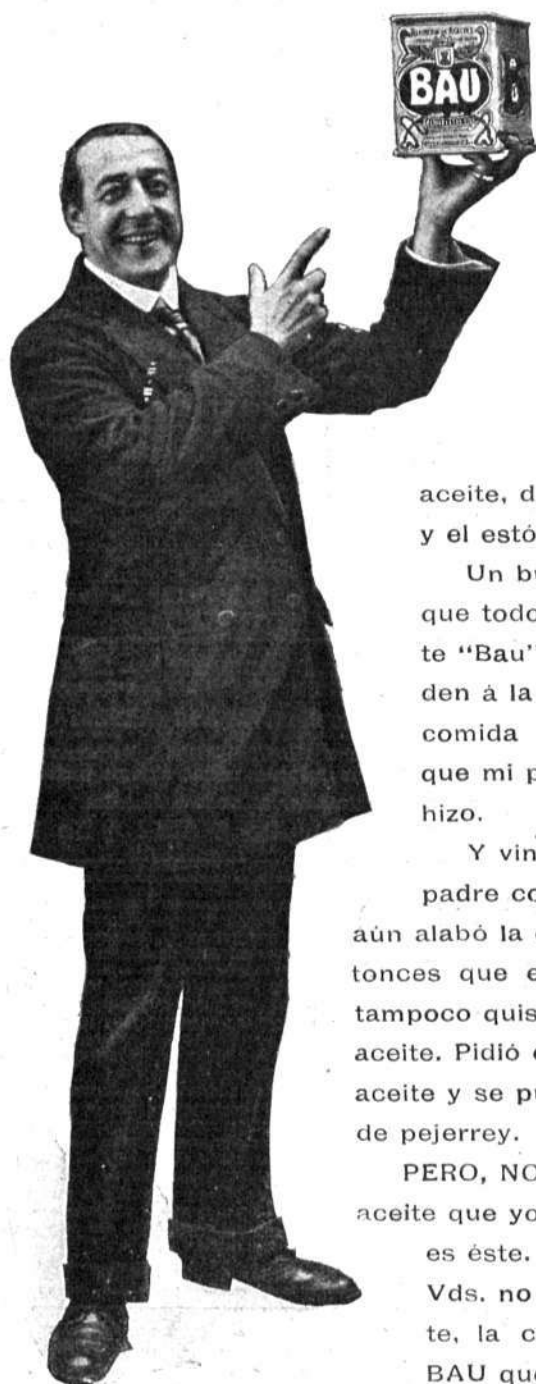 BAU
aceite, d
y el estó
Un bu
que todo
te “Bau”
den á la
comida
que mi p
hizo.
Y vin
padre co
aún alabó la
tonces que e
tampoco quis
aceite. Pidió
aceite y se pu
de pejerrey.
PERO, NO
aceite que yo
es éste.
Vds. no
te, la c
BAU que